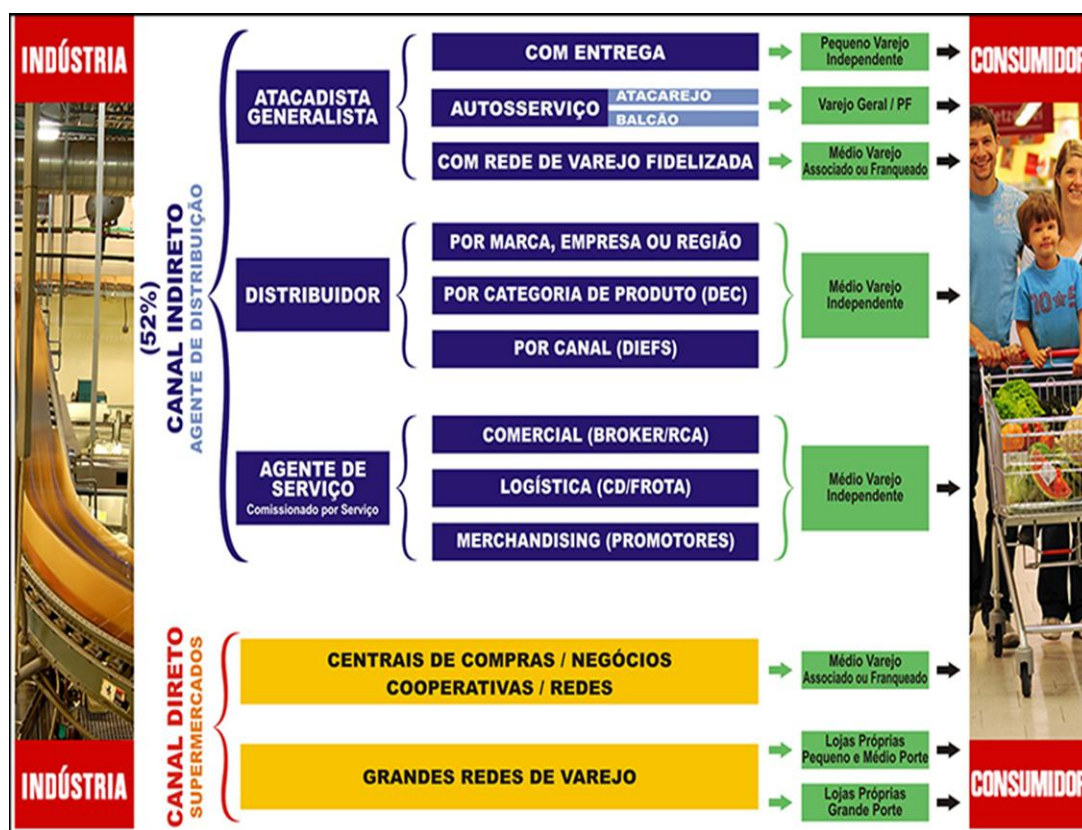 INDÚSTRIA
(52%)
CANAL INDIRETO
AGENTE DE DISTRIBUIÇÃO
ATACADISTA
GENERALISTA
COM ENTREGA
Pequeno Varejo
Independente
AUTOSSERVIÇO
ATACAREJO
BALCÃO
Varejo Geral / PF
COM REDE DE VAREJO FIDELIZADA
Médio Varejo
Associado ou Franqueado
DISTRIBUIDOR
POR MARCA, EMPRESA OU REGIÃO
POR CATEGORIA DE PRODUTO (DEC)
POR CANAL (DIEFS)
Médio Varejo
Independente
AGENTE DE
SERVIÇO
Comissionado por Serviço
COMERCIAL (BROKER/RCA)
LOGÍSTICA (CD/FROTA)
MERCHANDISING (PROMOTORES)
Médio Varejo
Independente
CONSUMIDOR
CANAL DIRETO
SUPERMERCADOS
CENTRAIS DE COMPRAS / NEGÓCIOS
COOPERATIVAS / REDES
Médio Varejo
Associado ou Franqueado
GRANDES REDES DE VAREJO
Lojas Próprias
Pequeno e Médio Porte
Lojas Próprias
Grande Porte
INDÚSTRIA
CONSUMIDOR